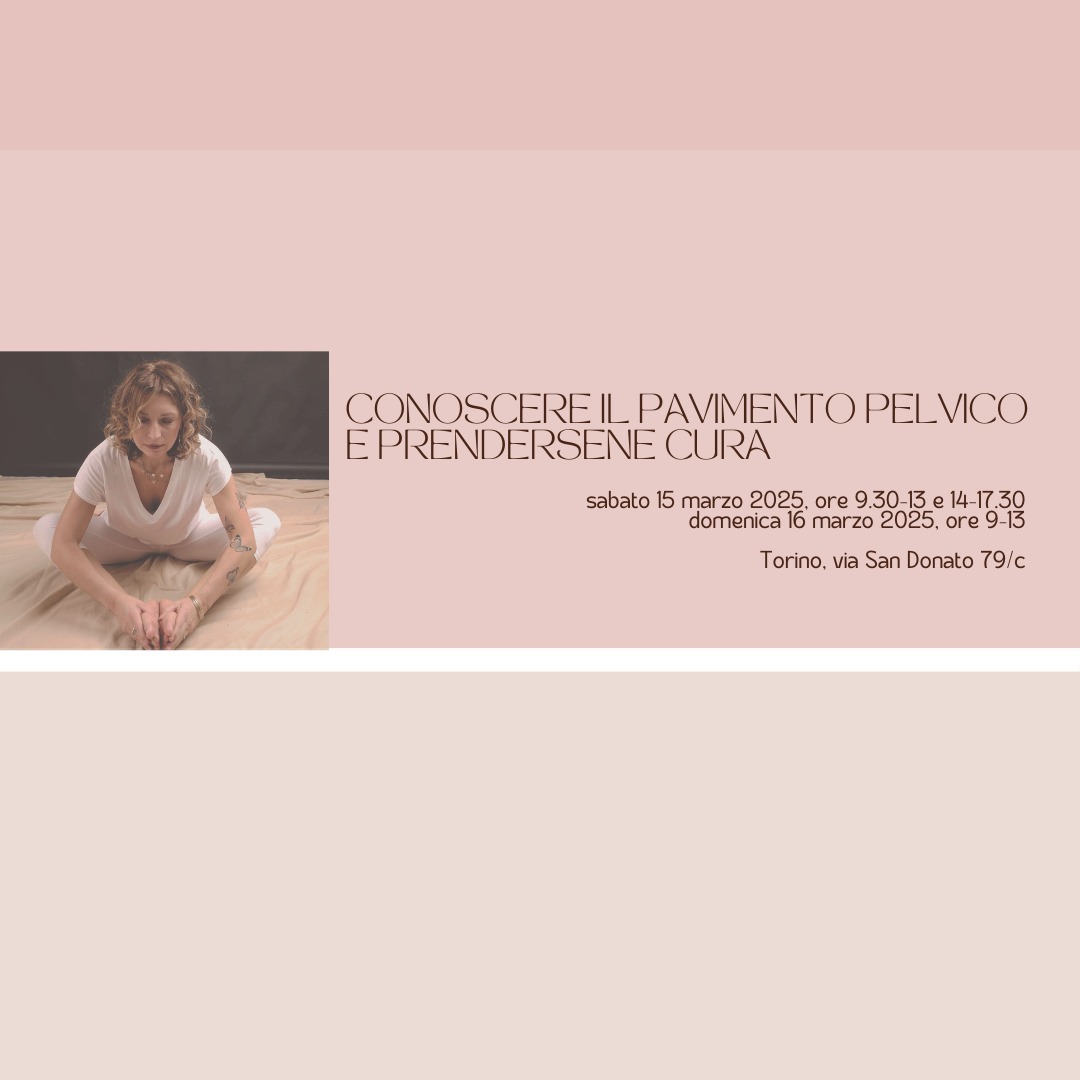 CONOSCERE IL PAVIMENTO PELVICO
E PRENDERSENE CURA
sabato 15 marzo 2025, ore 9.30-13 e 14-17.30
domenica 16 marzo 2025, ore 9-13
Torino, via San Donato 79/c